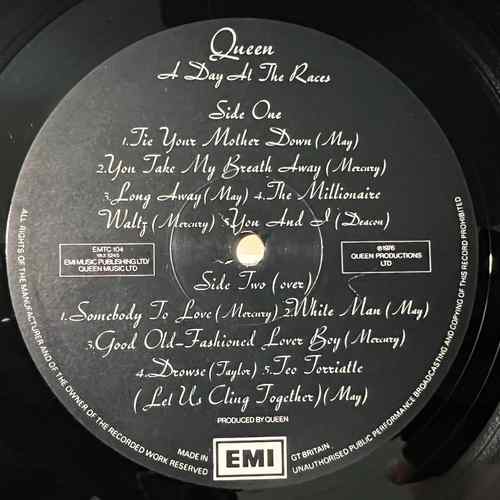 Queen
A Day At The Races
Side One
1.Tie Your Mother Down (May)
2.You Take My Breath Away (Mercury)
3.Long Away (May) 4.The Millionaire
Waltz (Mercury) 5.You And I (Deacon)
EMTC 104
EMI MUSIC PUBLISHING LTD/
QUEEN MUSIC LTD
℗1976
QUEEN PRODUCTIONS
LTD
Side Two (over)
1.Somebody To Love (Mercury) 2.White Man (May)
3.Good Old-Fashioned Lover Boy (Mercury)
4.Drowse (Taylor) 5.Teo Torriatte
(Let Us Cling Together) (May)
PRODUCED BY QUEEN
MADE IN
EMI
GT BRITAIN
ALL RIGHTS OF THE MANUFACTURER AND OF THE OWNER OF THE RECORDED WORK RESERVED
UNAUTHORISED PUBLIC PERFORMANCE BROADCASTING AND COPYING OF THIS RECORD PROHIBITED